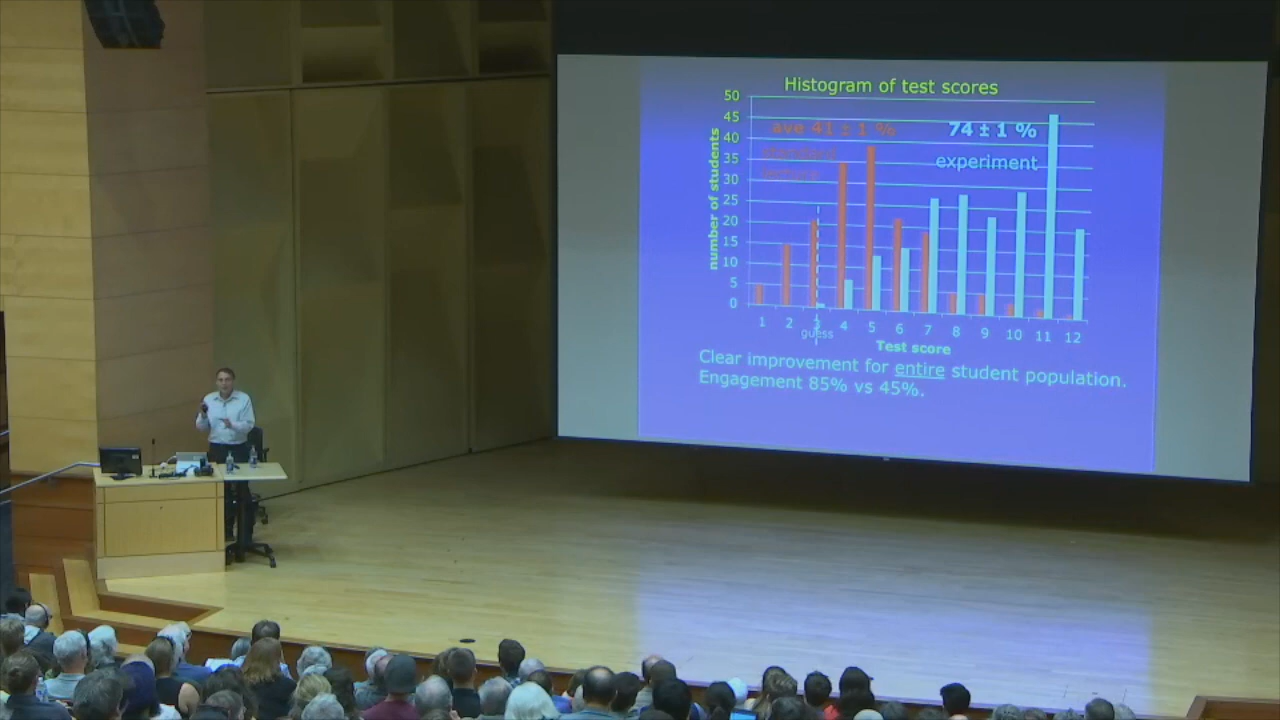 Histogram of test scores
50
45
40
35
30
25
20
15
10
5
0
number of students
ave 41 ± 1 %
standard
lecture
74 ± 1 %
experiment
1 2 3 4 5 6 7 8 9 10 11 12
guess
Test score
Clear improvement for entire student population.
Engagement 85% vs 45%.